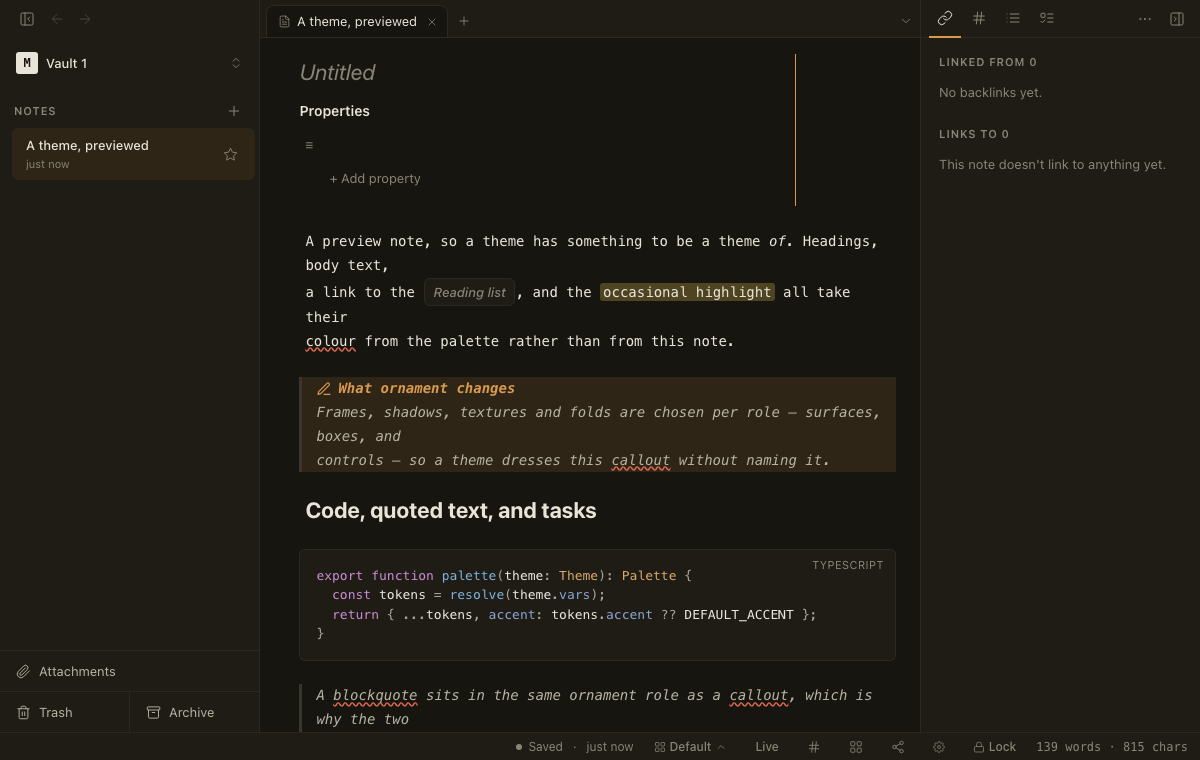 A theme, previewed
M Vault 1
NOTES
A theme, previewed
just now
Attachments
Trash
Archive
Untitled
Properties
+ Add property
A preview note, so a theme has something to be a theme of. Headings,
body text,
a link to the Reading list, and the occasional highlight all take
their
colour from the palette rather than from this note.
What ornament changes
Frames, shadows, textures and folds are chosen per role — surfaces,
boxes, and
controls — so a theme dresses this callout without naming it.
Code, quoted text, and tasks
TYPESCRIPT
export function palette(theme: Theme): Palette {
const tokens = resolve(theme.vars);
return { ...tokens, accent: tokens.accent ?? DEFAULT_ACCENT };
}
A blockquote sits in the same ornament role as a callout, which is
why the two
LINKED FROM 0
No backlinks yet.
LINKS TO 0
This note doesn't link to anything yet.
Saved · just now
Default
Live
Lock
139 words · 815 chars